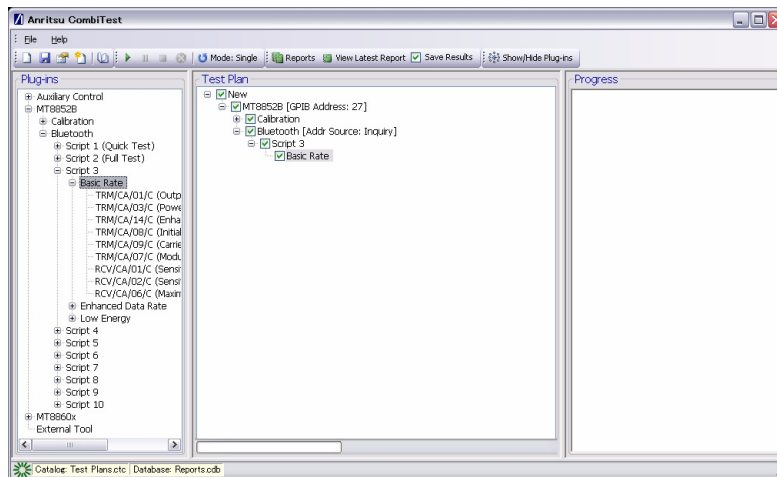 Anritsu CombiTest
File Help
Mode: Single Reports View Latest Report Save Results Show/Hide Plug-ins
Plug-ins
Auxiliary Control
MT8852B
Calibration
Bluetooth
Script 1 (Quick Test)
Script 2 (Full Test)
Script 3
Basic Rate
TRM/CA/01/C (Outp
TRM/CA/03/C (Powe
TRM/CA/14/C (Enha
TRM/CA/08/C (Initial
TRM/CA/09/C (Carrie
TRM/CA/07/C (Modu
RCV/CA/01/C (Sensi
RCV/CA/02/C (Sensi
RCV/CA/06/C (Maxim
Enhanced Data Rate
Low Energy
Script 4
Script 5
Script 6
Script 7
Script 8
Script 9
Script 10
MT8860x
External Tool
Test Plan
New
MT8852B [GPIB Address: 27]
Calibration
Bluetooth [Addr Source: Inquiry]
Script 3
Basic Rate
Progress
Catalog: Test Plans.ctc Database: Reports.cdb